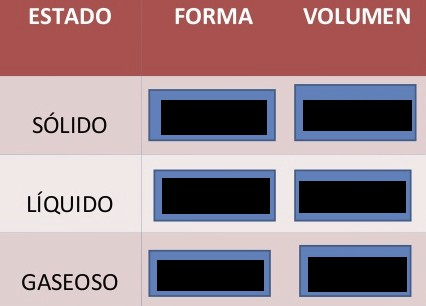 ESTADO FORMA VOLUMEN
SÓLIDO
LÍQUIDO
GASEOSO